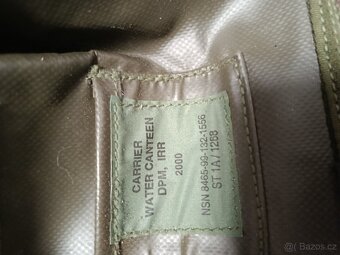 CARRIER
WATER CANTEEN
DPM, IRR
2000
NSN 8465-99-132-1556
ST 1A / 1268
Bazos.cz